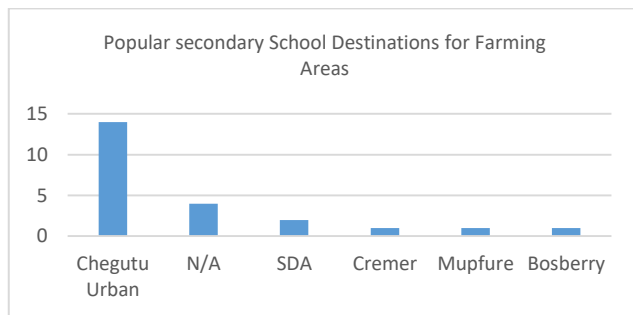 Popular secondary School Destinations for Farming
Areas
15
10
5
0
Chegutu
Urban
N/A
SDA
Cremer
Mupfure
Bosberry